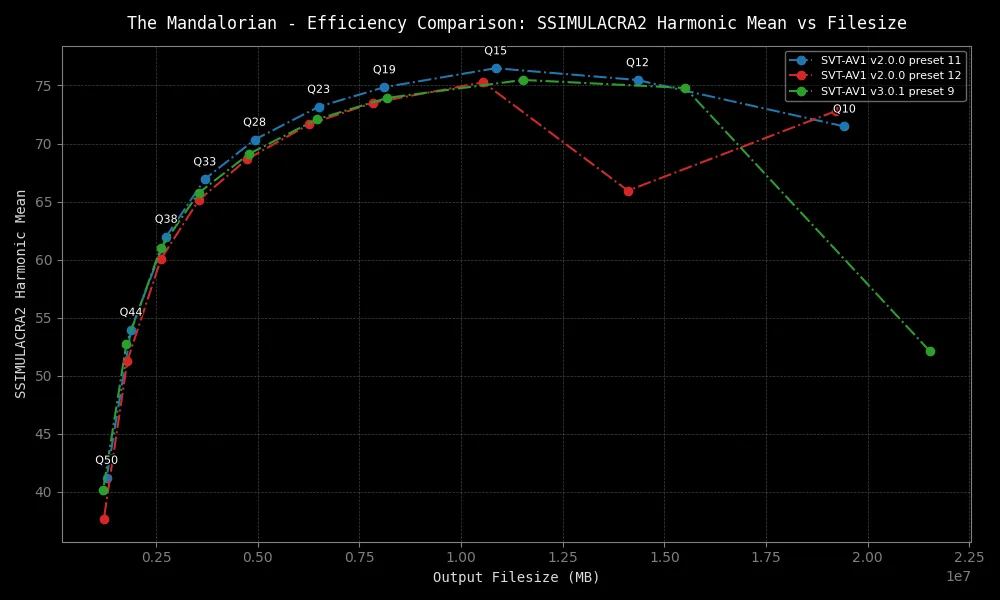 The Mandalorian - Efficiency Comparison: SSIMULACRA2 Harmonic Mean vs Filesize
SVT-AV1 v2.0.0 preset 11
SVT-AV1 v2.0.0 preset 12
SVT-AV1 v3.0.1 preset 9
Q15
Q12
Q19
Q23
Q10
Q28
Q33
Q38
Q44
Q50
SSIMULACRA2 Harmonic Mean
75
70
65
60
55
50
45
40
0.25 0.50 0.75 1.00 1.25 1.50 1.75 2.00 2.25
1e7
Output Filesize (MB)